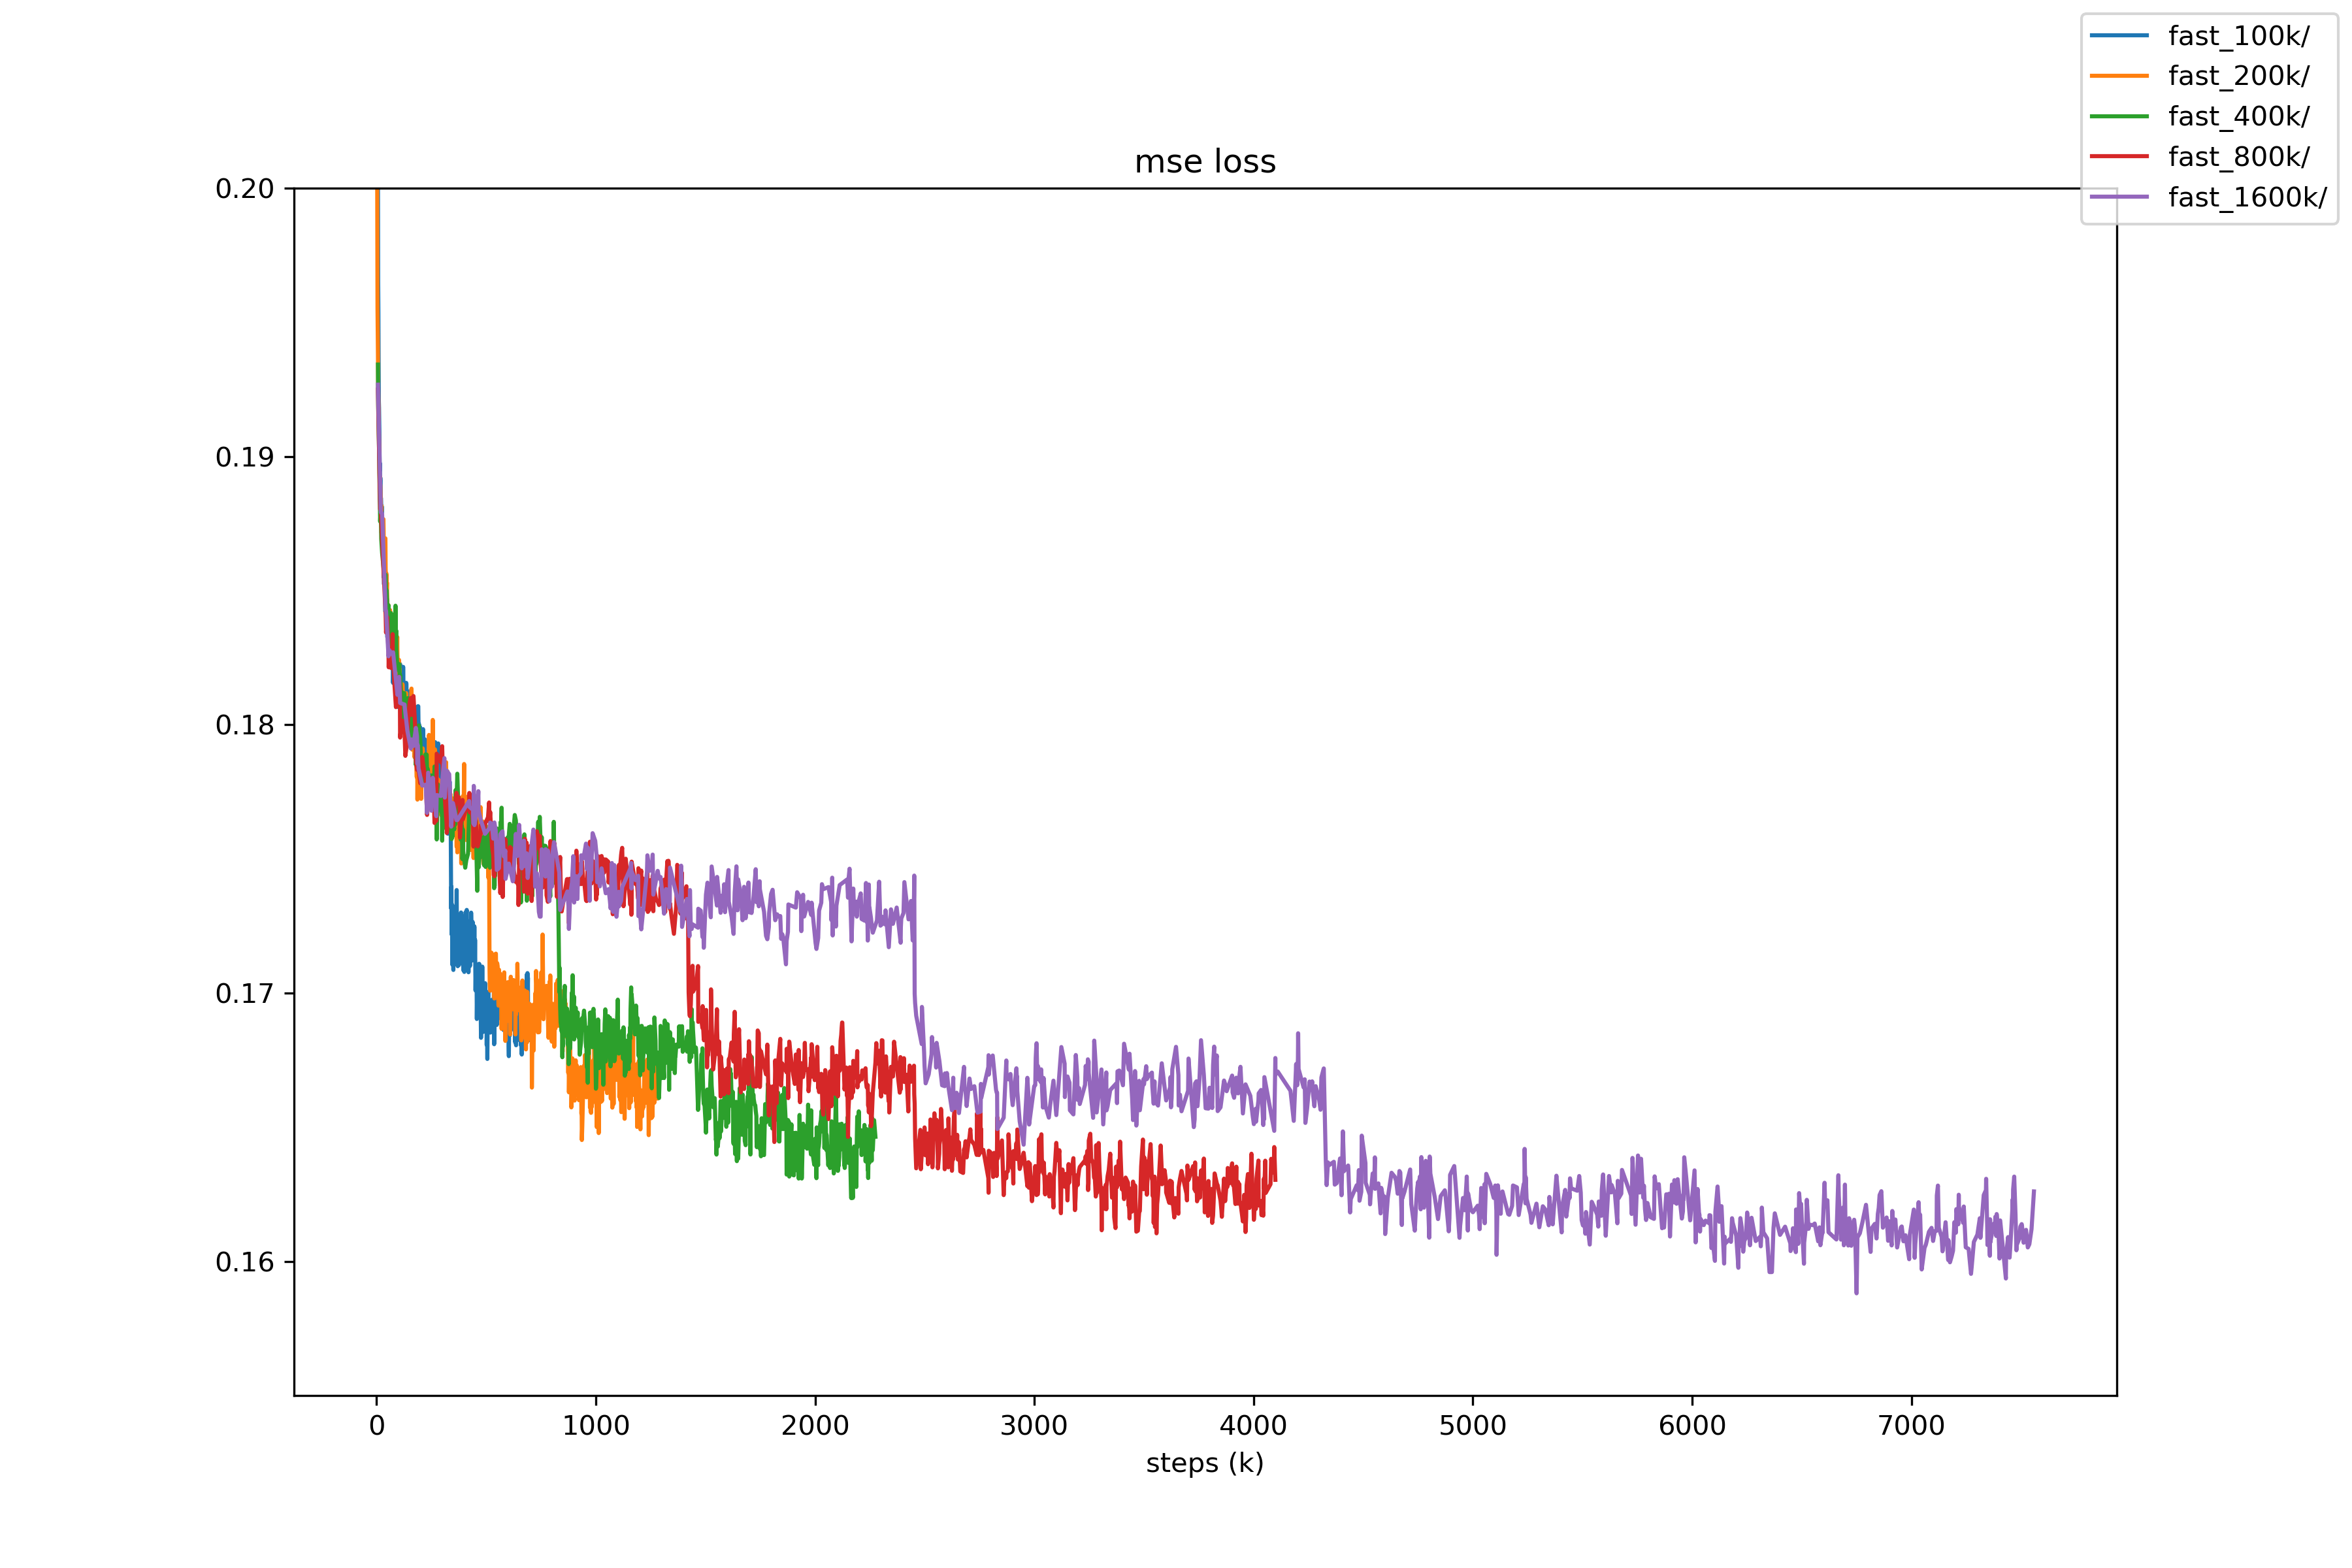 fast_100k/
fast_200k/
fast_400k/
fast_800k/
fast_1600k/
mse loss
0.20
0.19
0.18
0.17
0.16
0 1000 2000 3000 4000 5000 6000 7000
steps (k)